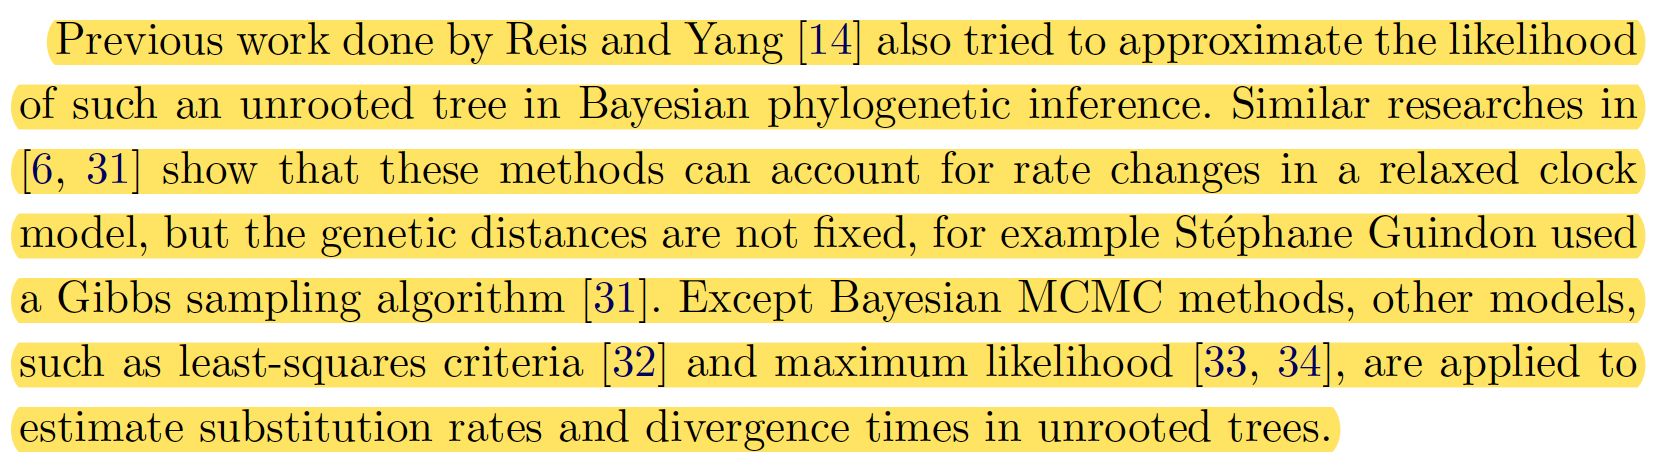 Previous work done by Reis and Yang [14] also tried to approximate the likelihood
of such an unrooted tree in Bayesian phylogenetic inference. Similar researches in
[6, 31] show that these methods can account for rate changes in a relaxed clock
model, but the genetic distances are not fixed, for example Stéphane Guindon used
a Gibbs sampling algorithm [31]. Except Bayesian MCMC methods, other models,
such as least-squares criteria [32] and maximum likelihood [33, 34], are applied to
estimate substitution rates and divergence times in unrooted trees.